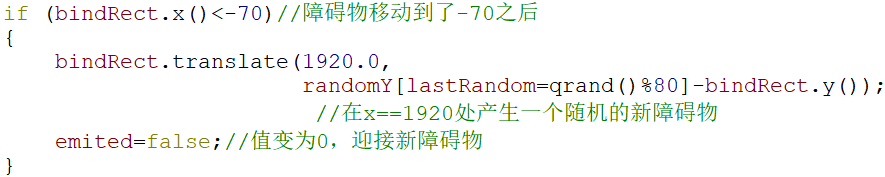 if (bindRect.x()<-70)//障碍物移动到了-70之后
{
    bindRect.translate(1920.0,
                       randomY[lastRandom=qrand()%80]-bindRect.y());
                        //在x==1920处产生一个随机的新障碍物
    emited=false;//值变为0，迎接新障碍物
}